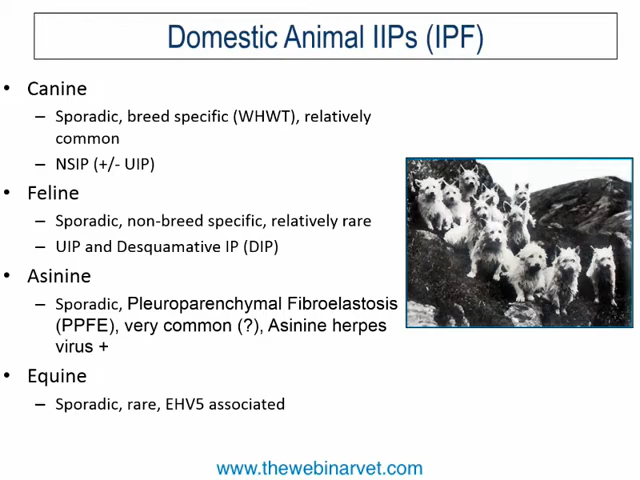 Domestic Animal IIPs (IPF)
• Canine
– Sporadic, breed specific (WHWT), relatively
common
– NSIP (+/- UIP)
• Feline
– Sporadic, non-breed specific, relatively rare
– UIP and Desquamative IP (DIP)
• Asinine
– Sporadic, Pleuroparenchymal Fibroelastosis
(PPFE), very common (?), Asinine herpes
virus +
• Equine
– Sporadic, rare, EHV5 associated
www.thewebinarvet.com